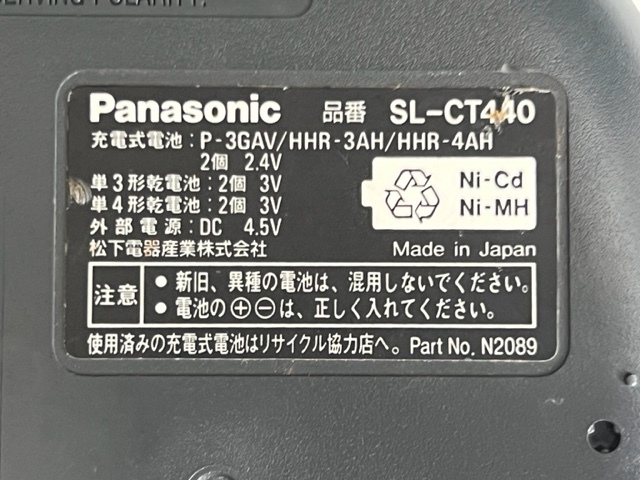 SERVING POLARITY.
Panasonic 品番 SL-CT440
充電式電池 : P-3GAV/HHR-3AH/HHR-4AH
2個 2.4V
単3形乾電池 : 2個 3V
単4形乾電池 : 2個 3V
外部電源 : DC 4.5V
Ni-Cd
Ni-MH
松下電器産業株式会社 Made in Japan
注意
• 新旧、異種の電池は、混用しないでください。
• 電池の⊕⊖は、正しく入れてください。
使用済みの充電式電池はリサイクル協力店へ。 Part No. N2089